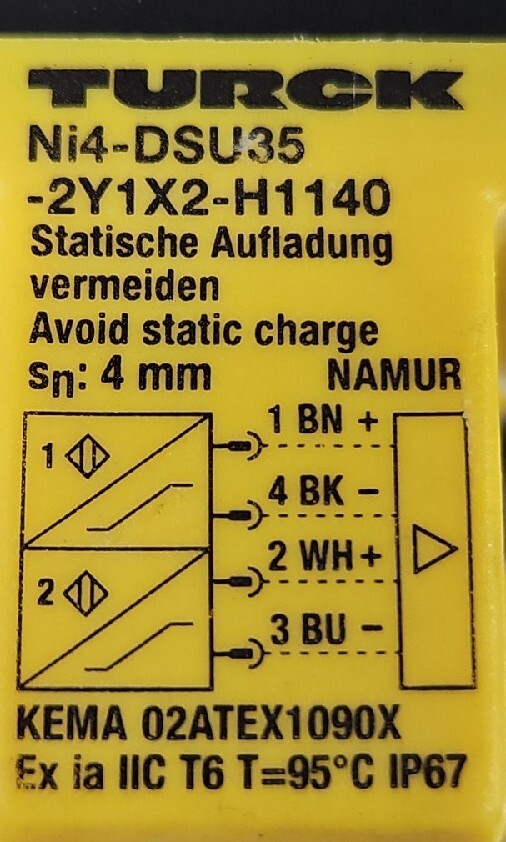 TURCK
Ni4-DSU35
-2Y1X2-H1140
Statische Aufladung
vermeiden
Avoid static charge
sn: 4 mm NAMUR
1 1 BN +
4 BK -
2 2 WH +
3 BU -
KEMA 02ATEX1090X
Ex ia IIC T6 T=95°C IP67